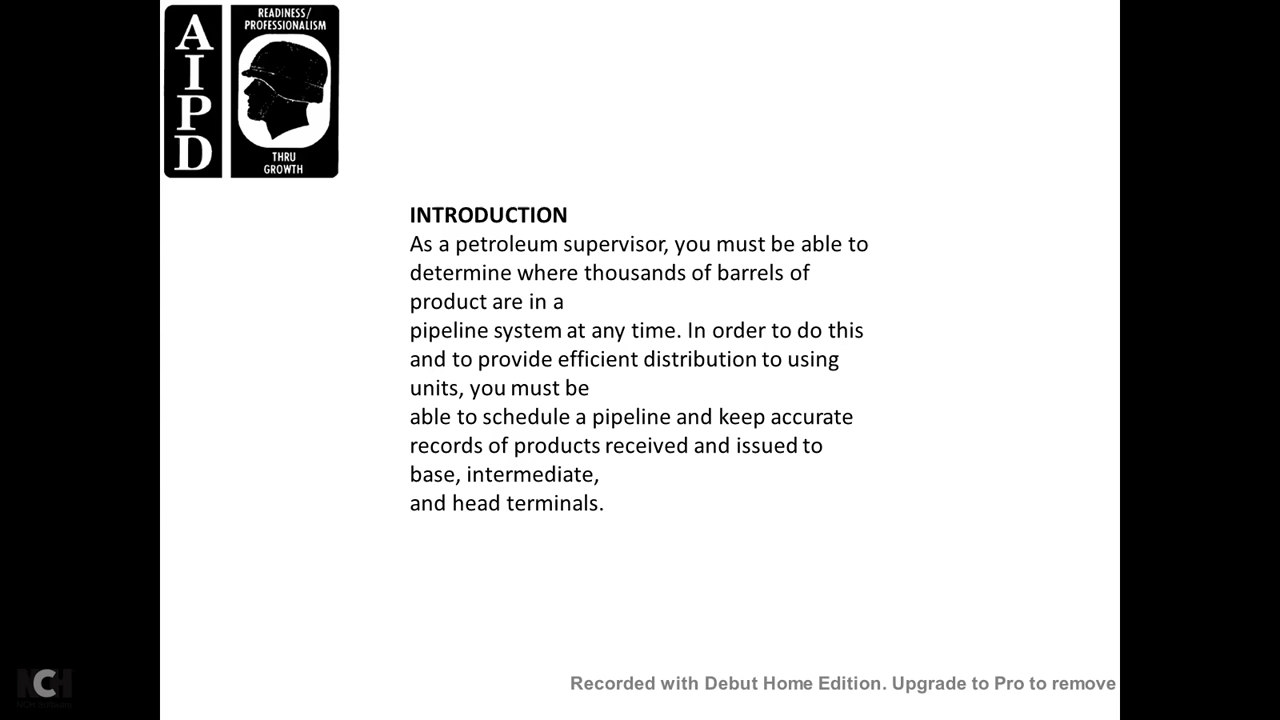 AIPD
READINESS/
PROFESSIONALISM
THRU
GROWTH
INTRODUCTION
As a petroleum supervisor, you must be able to
determine where thousands of barrels of
product are in a
pipeline system at any time. In order to do this
and to provide efficient distribution to using
units, you must be
able to schedule a pipeline and keep accurate
records of products received and issued to
base, intermediate,
and head terminals.
NCH
Recorded with Debut Home Edition. Upgrade to Pro to remove